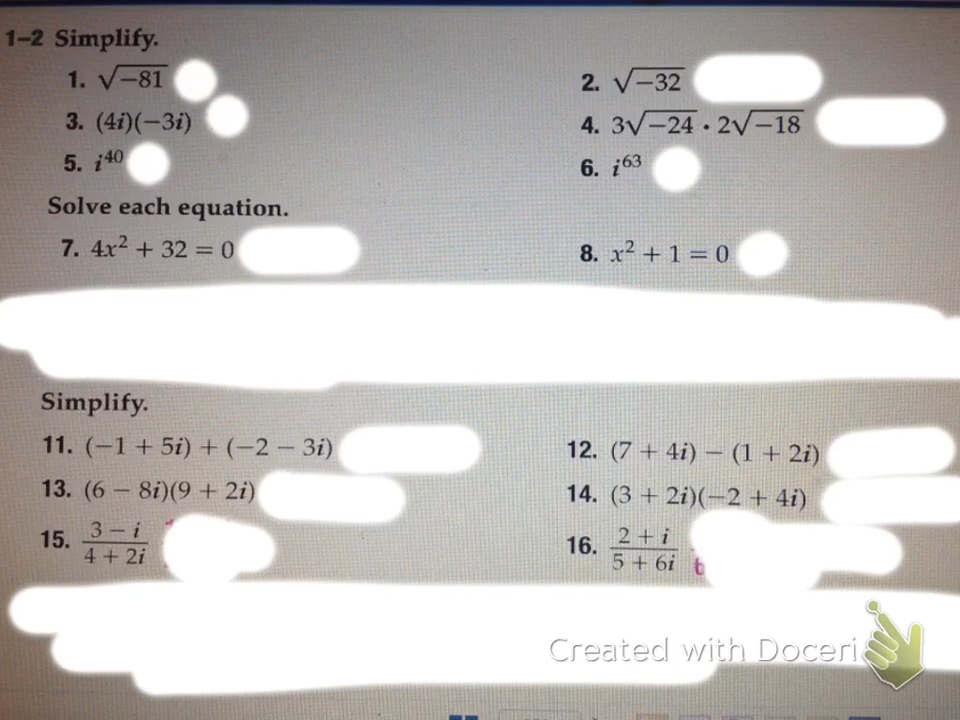 1–2 Simplify.
1. √−81
2. √−32
3. (4i)(−3i)
4. 3√−24 · 2√−18
5. i⁴⁰
6. i⁶³
Solve each equation.
7. 4x² + 32 = 0
8. x² + 1 = 0
Simplify.
11. (−1 + 5i) + (−2 − 3i)
12. (7 + 4i) − (1 + 2i)
13. (6 − 8i)(9 + 2i)
14. (3 + 2i)(−2 + 4i)
15. 3 − i / 4 + 2i
16. 2 + i / 5 + 6i
Created with Doceri